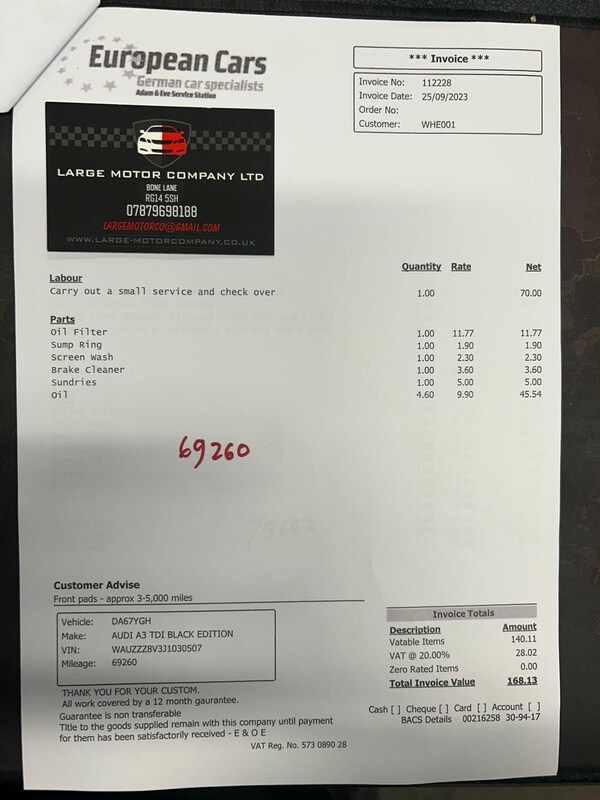 European Cars
German car specialists
Adam & Eve Service Station
*** Invoice ***
Invoice No: 112228
Invoice Date: 25/09/2023
Order No:
Customer: WHE001
LARGE MOTOR COMPANY LTD
BONE LANE
RG14 5SH
07879698188
LARGEMOTORCO@GMAIL.COM
WWW.LARGE-MOTORCOMPANY.CO.UK
Labour Quantity Rate Net
Carry out a small service and check over 1.00 70.00
Parts
Oil Filter 1.00 11.77 11.77
Sump Ring 1.00 1.90 1.90
Screen Wash 1.00 2.30 2.30
Brake Cleaner 1.00 3.60 3.60
Sundries 1.00 5.00 5.00
Oil 4.60 9.90 45.54
69260
Customer Advise
Front pads - approx 3-5,000 miles
Vehicle: DA67YGH
Make: AUDI A3 TDI BLACK EDITION
VIN: WAUZZZ8V3J1030507
Mileage: 69260
Invoice Totals
Description Amount
Vatable Items 140.11
VAT @ 20.00% 28.02
Zero Rated Items 0.00
Total Invoice Value 168.13
THANK YOU FOR YOUR CUSTOM.
All work covered by a 12 month gaurantee.
Guarantee is non transferable
Title to the goods supplied remain with this company until payment
for them has been satisfactorily received - E & O E
Cash [ ] Cheque [ ] Card [ ] Account [ ]
BACS Details 00216258 30-94-17
VAT Reg. No. 573 0890 28